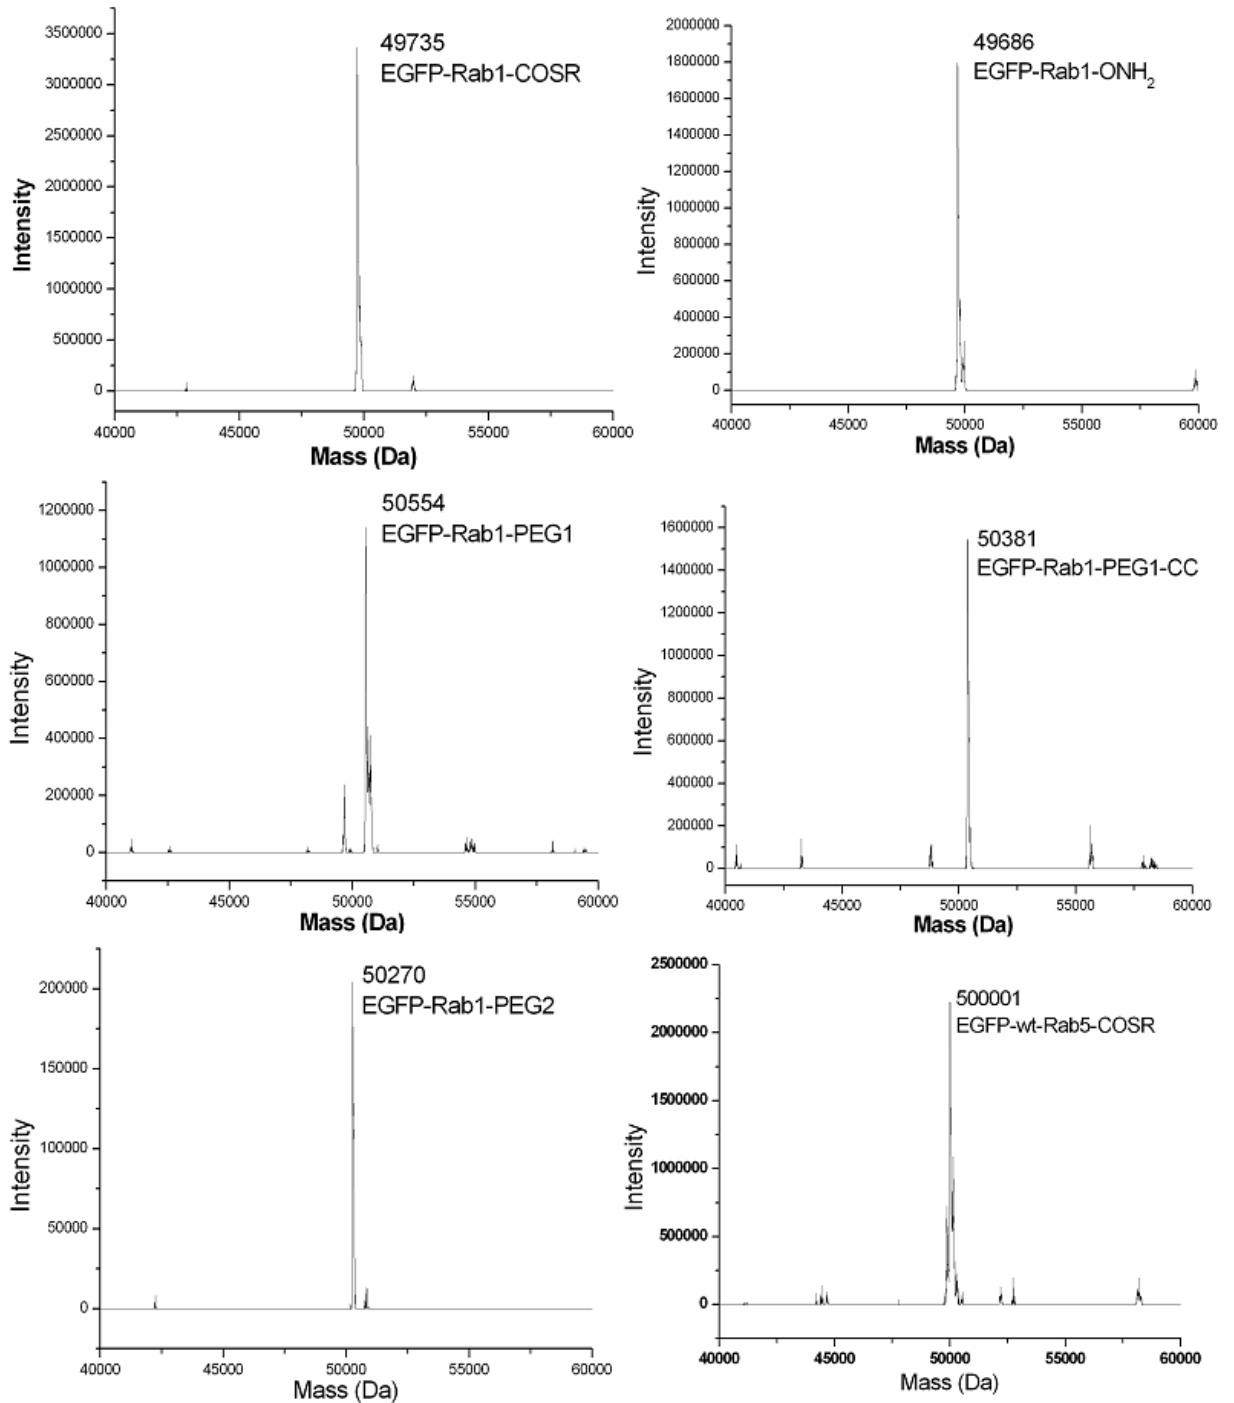 49735
EGFP-Rab1-COSR
Intensity
3500000
3000000
2500000
2000000
1500000
1000000
500000
0
40000 45000 50000 55000 60000
Mass (Da)
49686
EGFP-Rab1-ONH2
Intensity
2000000
1800000
1600000
1400000
1200000
1000000
800000
600000
400000
200000
0
40000 45000 50000 55000 60000
Mass (Da)
50554
EGFP-Rab1-PEG1
Intensity
1200000
1000000
800000
600000
400000
200000
0
40000 45000 50000 55000 60000
Mass (Da)
50381
EGFP-Rab1-PEG1-CC
Intensity
1600000
1400000
1200000
1000000
800000
600000
400000
200000
0
40000 45000 50000 55000 60000
Mass (Da)
50270
EGFP-Rab1-PEG2
Intensity
200000
150000
100000
50000
0
40000 45000 50000 55000 60000
Mass (Da)
500001
EGFP-wt-Rab5-COSR
Intensity
2500000
2000000
1500000
1000000
500000
0
40000 45000 50000 55000 60000
Mass (Da)